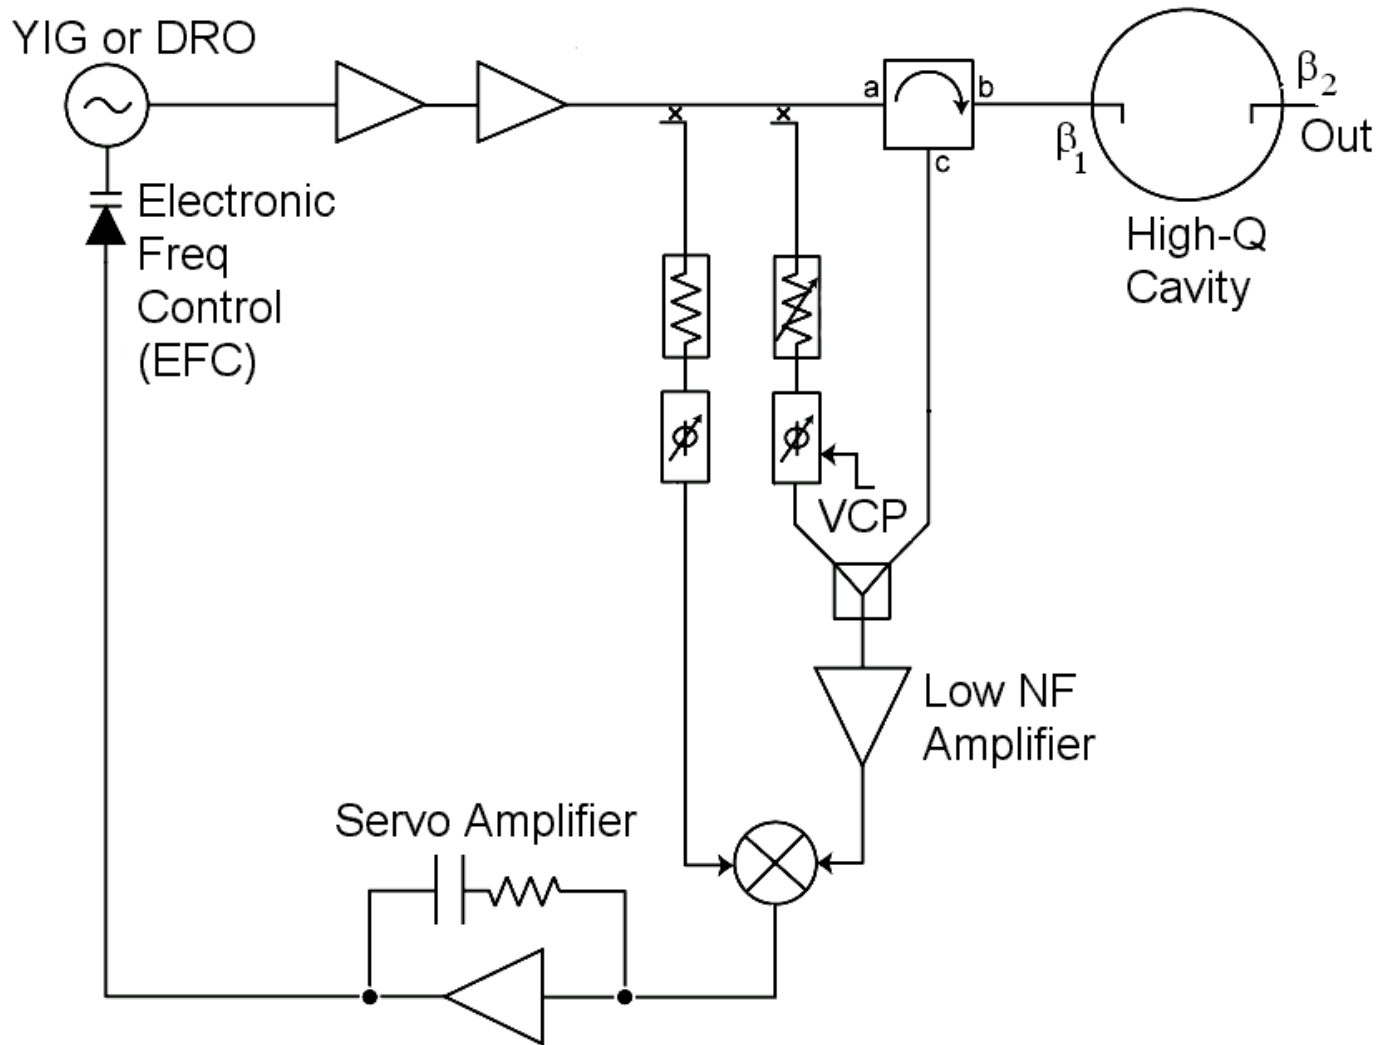 YIG or DRO
Electronic
Freq
Control
(EFC)
a
b
c
β1
β2
Out
High-Q
Cavity
ϕ
ϕ
VCP
Low NF
Amplifier
Servo Amplifier